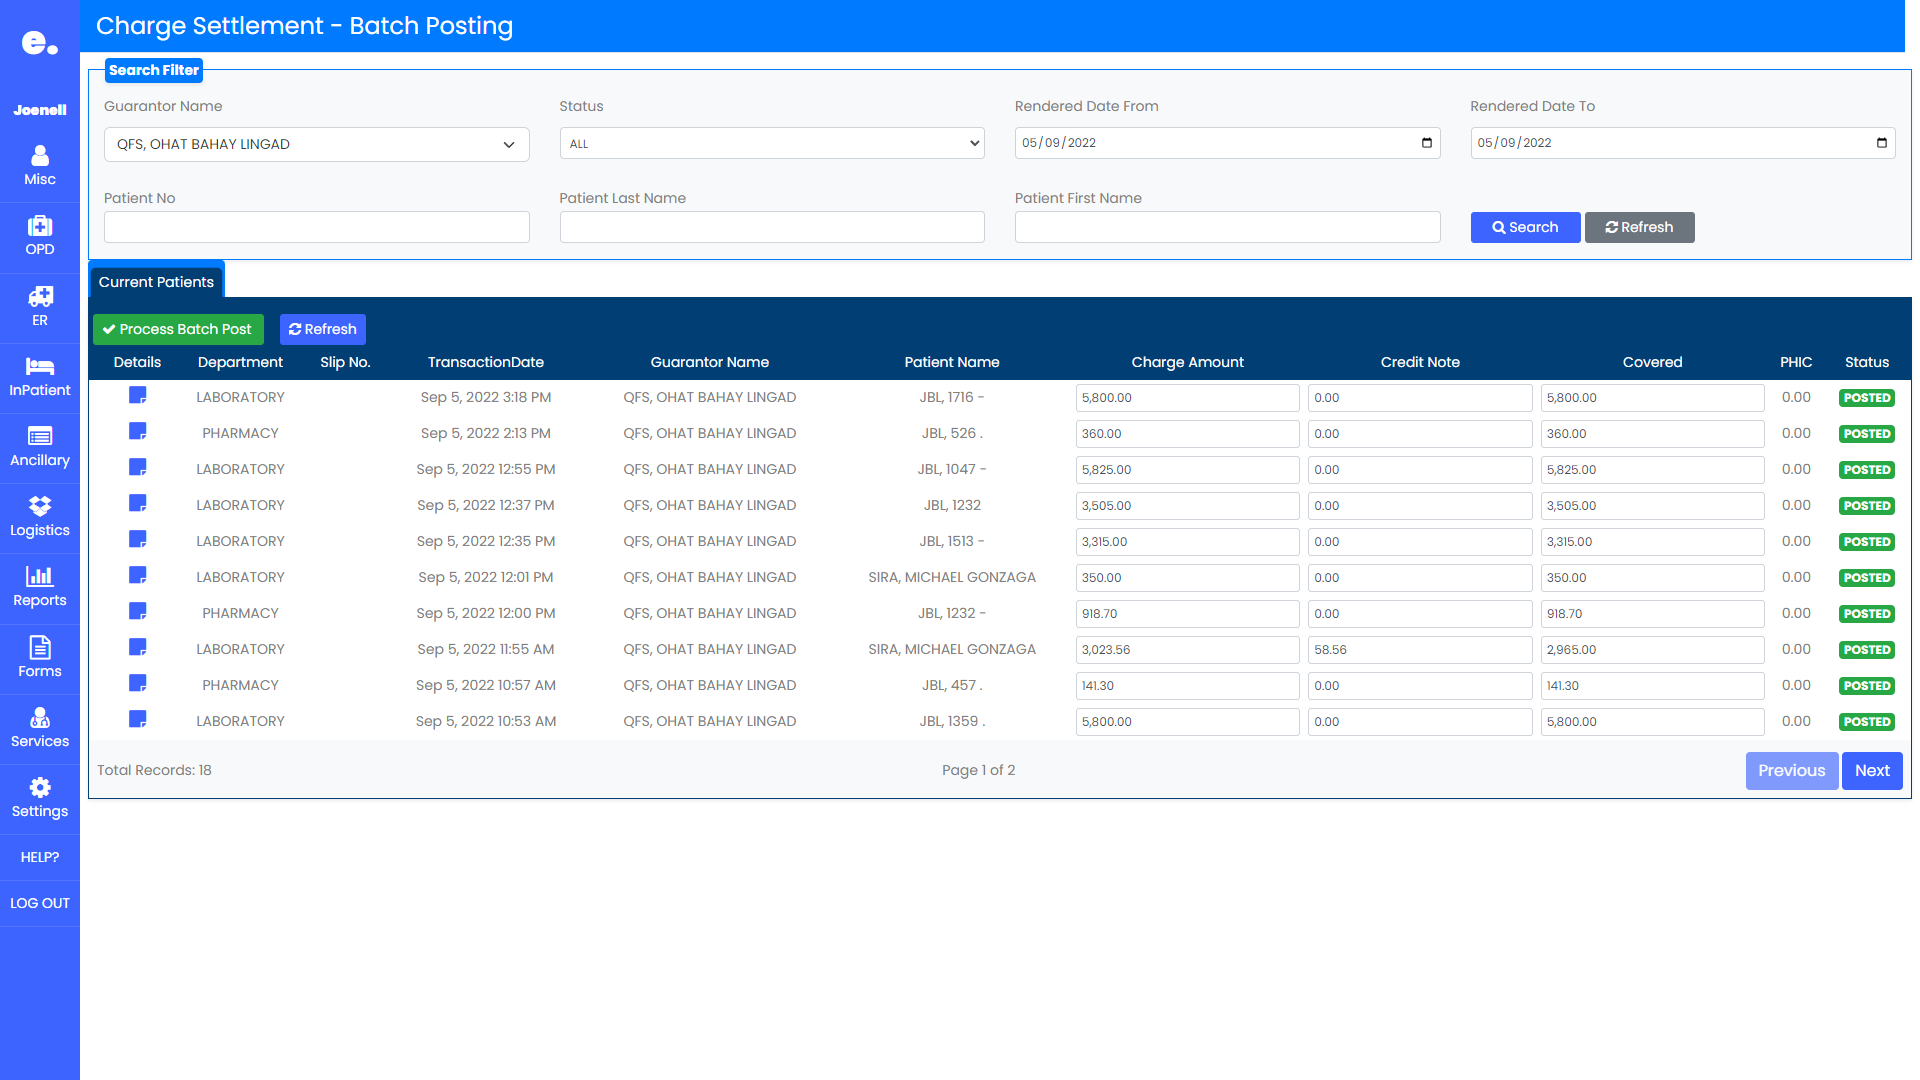 Charge Settlement - Batch Posting
e.
Joenell
Misc
OPD
ER
InPatient
Ancillary
Logistics
Reports
Forms
Services
Settings
HELP?
LOG OUT
Search Filter
Guarantor Name Status Rendered Date From Rendered Date To
QFS, OHAT BAHAY LINGAD ALL 05/09/2022 05/09/2022
Patient No Patient Last Name Patient First Name
Search Refresh
Current Patients
Process Batch Post Refresh
Details Department Slip No. TransactionDate Guarantor Name Patient Name Charge Amount Credit Note Covered PHIC Status
LABORATORY Sep 5, 2022 3:18 PM QFS, OHAT BAHAY LINGAD JBL, 1716 - 5,800.00 0.00 5,800.00 0.00 POSTED
PHARMACY Sep 5, 2022 2:13 PM QFS, OHAT BAHAY LINGAD JBL, 526 . 360.00 0.00 360.00 0.00 POSTED
LABORATORY Sep 5, 2022 12:55 PM QFS, OHAT BAHAY LINGAD JBL, 1047 - 5,825.00 0.00 5,825.00 0.00 POSTED
LABORATORY Sep 5, 2022 12:37 PM QFS, OHAT BAHAY LINGAD JBL, 1232 3,505.00 0.00 3,505.00 0.00 POSTED
LABORATORY Sep 5, 2022 12:35 PM QFS, OHAT BAHAY LINGAD JBL, 1513 - 3,315.00 0.00 3,315.00 0.00 POSTED
LABORATORY Sep 5, 2022 12:01 PM QFS, OHAT BAHAY LINGAD SIRA, MICHAEL GONZAGA 350.00 0.00 350.00 0.00 POSTED
PHARMACY Sep 5, 2022 12:00 PM QFS, OHAT BAHAY LINGAD JBL, 1232 - 918.70 0.00 918.70 0.00 POSTED
LABORATORY Sep 5, 2022 11:55 AM QFS, OHAT BAHAY LINGAD SIRA, MICHAEL GONZAGA 3,023.56 58.56 2,965.00 0.00 POSTED
PHARMACY Sep 5, 2022 10:57 AM QFS, OHAT BAHAY LINGAD JBL, 457 . 141.30 0.00 141.30 0.00 POSTED
LABORATORY Sep 5, 2022 10:53 AM QFS, OHAT BAHAY LINGAD JBL, 1359 . 5,800.00 0.00 5,800.00 0.00 POSTED
Total Records: 18 Page 1 of 2 Previous Next